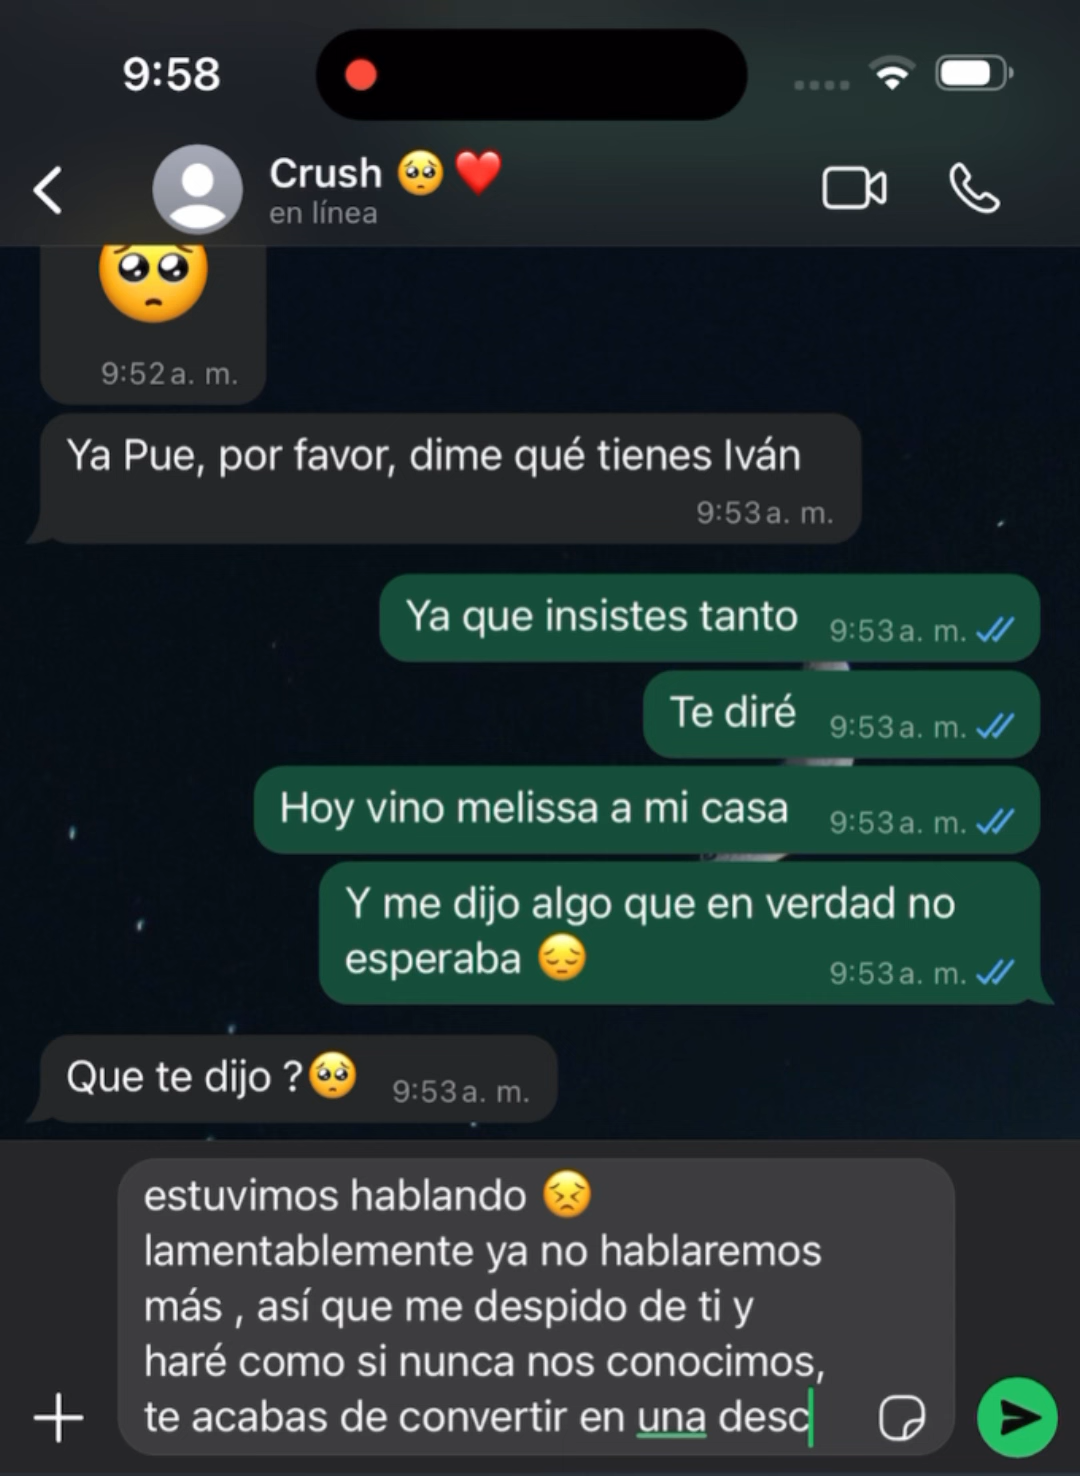 9:58
Crush 🥺❤️
en línea
🥺
9:52 a. m.
Ya Pue, por favor, dime qué tienes Iván
9:53 a. m.
Ya que insistes tanto 9:53 a. m.
Te diré 9:53 a. m.
Hoy vino melissa a mi casa 9:53 a. m.
Y me dijo algo que en verdad no
esperaba 😔 9:53 a. m.
Que te dijo ?🥺 9:53 a. m.
estuvimos hablando 😣
lamentablemente ya no hablaremos
más , así que me despido de ti y
haré como si nunca nos conocimos,
te acabas de convertir en una desc